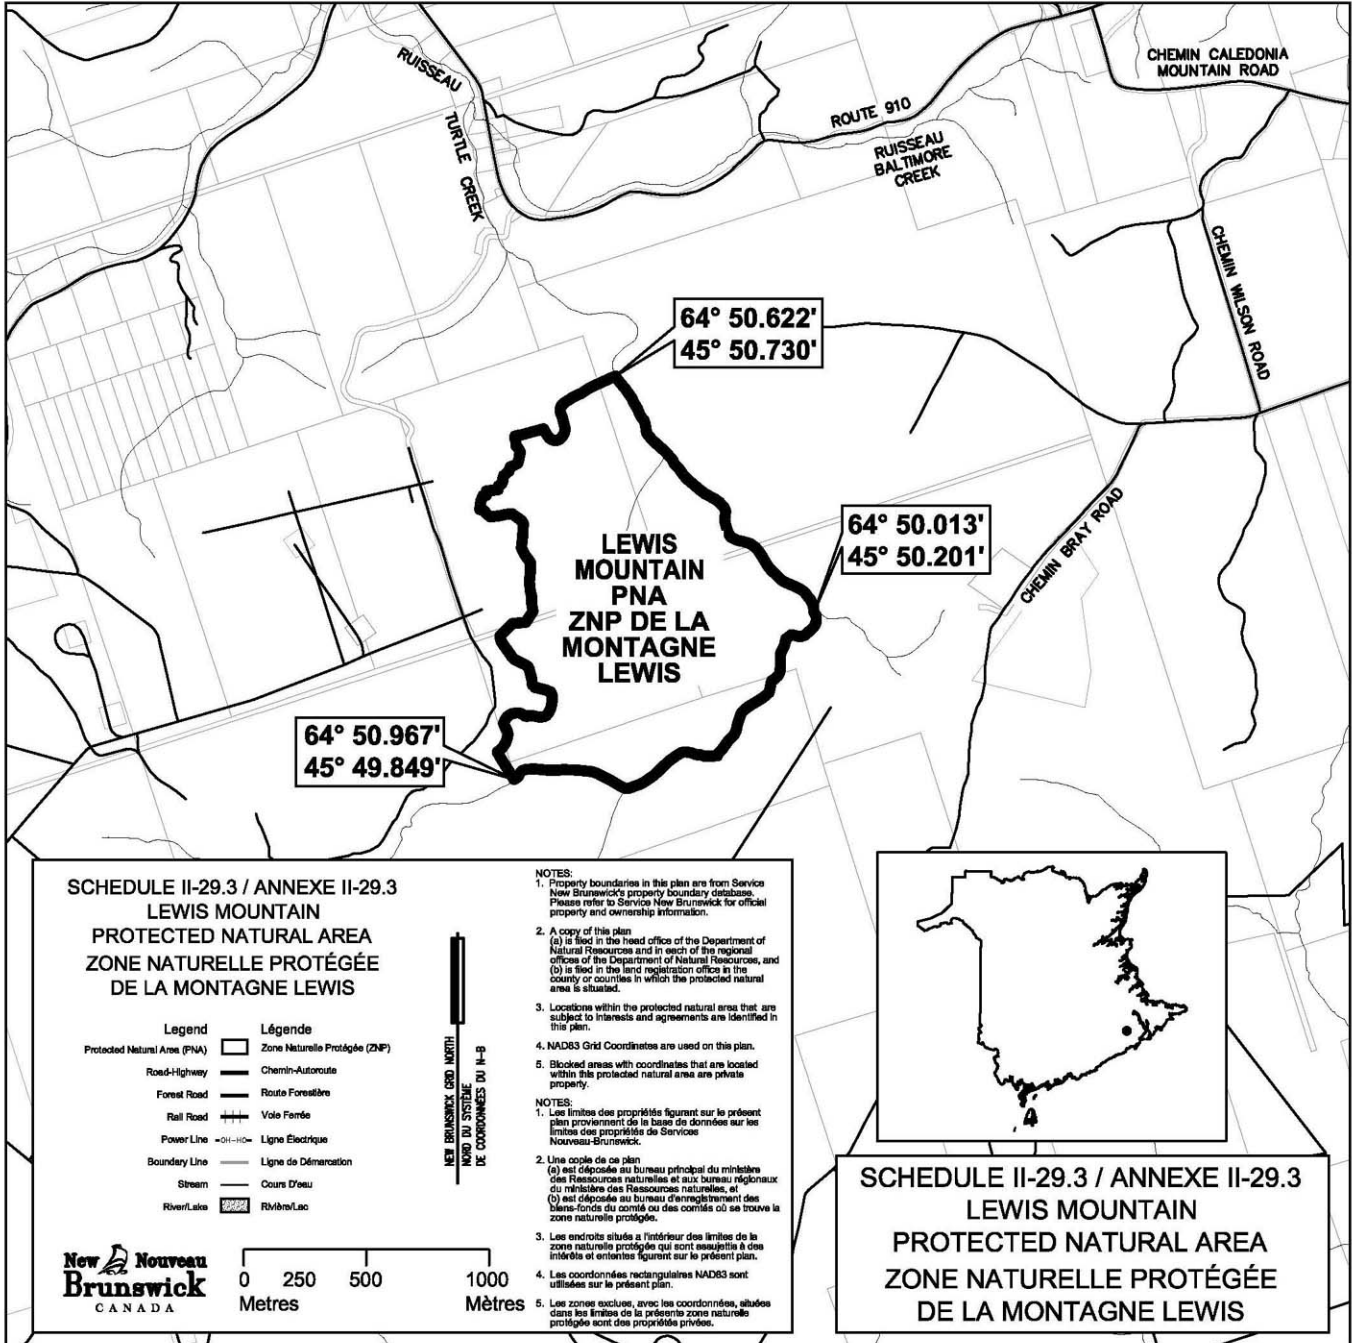 RUISSEAU
TURTLE CREEK
ROUTE 910
RUISSEAU
BALTIMORE
CREEK
CHEMIN CALEDONIA
MOUNTAIN ROAD
CHEMIN WILSON ROAD
CHEMIN BRAY ROAD
64° 50.622'
45° 50.730'
64° 50.013'
45° 50.201'
LEWIS
MOUNTAIN
PNA
ZNP DE LA
MONTAGNE
LEWIS
64° 50.967'
45° 49.849'
SCHEDULE II-29.3 / ANNEXE II-29.3
LEWIS MOUNTAIN
PROTECTED NATURAL AREA
ZONE NATURELLE PROTÉGÉE
DE LA MONTAGNE LEWIS
Legend Légende
Protected Natural Area (PNA) Zone Naturelle Protégée (ZNP)
Road-Highway Chemin-Autoroute
Forest Road Route Forestière
Rail Road Voie Ferrée
Power Line OH-HO Ligne Électrique
Boundary Line Ligne de Démarcation
Stream Cours D'eau
River/Lake Rivière/Lac
NEW BRUNSWICK GRID NORTH
NORD DU SYSTÈME
DE COORDONNÉES DU N-B
New Nouveau
Brunswick
CANADA
0 250 500 1000
Metres Mètres
NOTES:
1. Property boundaries in this plan are from Service
New Brunswick's property boundary database.
Please refer to Service New Brunswick for official
property and ownership information.
2. A copy of this plan
(a) is filed in the head office of the Department of
Natural Resources and in each of the regional
offices of the Department of Natural Resources, and
(b) is filed in the land registration office in the
county or counties in which the protected natural
area is situated.
3. Locations within the protected natural area that are
subject to interests and agreements are identified in
this plan.
4. NAD83 Grid Coordinates are used on this plan.
5. Blocked areas with coordinates that are located
within this protected natural area are private
property.
NOTES:
1. Les limites des propriétés figurant sur le présent
plan proviennent de la base de données sur les
limites des propriétés de Services
Nouveau-Brunswick.
2. Une copie de ce plan
(a) est déposée au bureau principal du ministère
des Ressources naturelles et aux bureau régionaux
du ministère des Ressources naturelles, et
(b) est déposée au bureau d'enregistrement des
biens-fonds du comté ou des comtés où se trouve la
zone naturelle protégée.
3. Les endroits situés a l'intérieur des limites de la
zone naturelle protégée qui sont assujettis à des
intérêts et ententes figurant sur le présent plan.
4. Les coordonnées rectangulaires NAD83 sont
utilisées sur le présent plan.
5. Les zones exclues, avec les coordonnées, situées
dans les limites de la présente zone naturelle
protégée sont des propriétés privées.
SCHEDULE II-29.3 / ANNEXE II-29.3
LEWIS MOUNTAIN
PROTECTED NATURAL AREA
ZONE NATURELLE PROTÉGÉE
DE LA MONTAGNE LEWIS